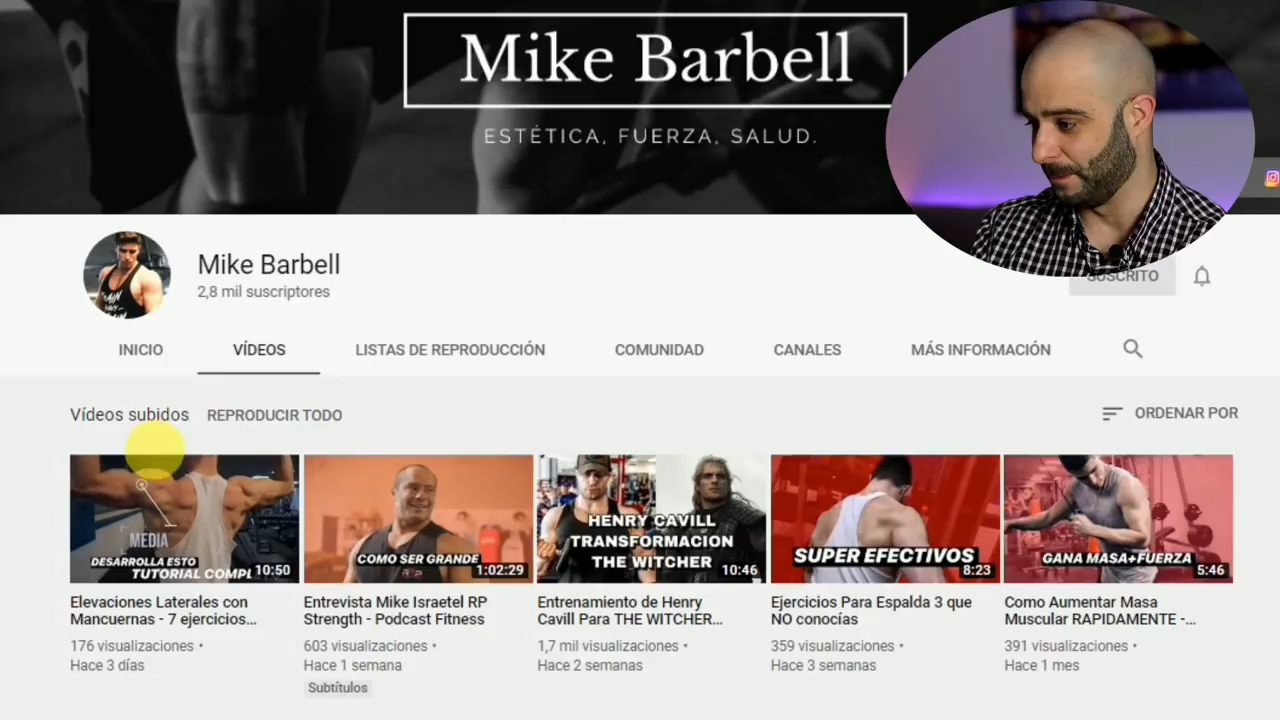 Mike Barbell
ESTÉTICA, FUERZA, SALUD.
Mike Barbell
2,8 mil suscriptores
SUSCRITO
INICIO
VÍDEOS
LISTAS DE REPRODUCCIÓN
COMUNIDAD
CANALES
MÁS INFORMACIÓN
Vídeos subidos
REPRODUCIR TODO
ORDENAR POR
MEDIA
DESARROLLA ESTO
TUTORIAL COMPL
10:50
Elevaciones Laterales con
Mancuernas - 7 ejercicios...
176 visualizaciones •
Hace 3 días
COMO SER GRANDE
RP
1:02:29
Entrevista Mike Israetel RP
Strength - Podcast Fitness
603 visualizaciones •
Hace 1 semana
Subtítulos
HENRY CAVILL
TRANSFORMACION
THE WITCHER
10:46
Entrenamiento de Henry
Cavill Para THE WITCHER...
1,7 mil visualizaciones •
Hace 2 semanas
SUPER EFECTIVOS
8:23
Ejercicios Para Espalda 3 que
NO conocías
359 visualizaciones •
Hace 3 semanas
GANA MASA+FUERZA
5:46
Como Aumentar Masa
Muscular RAPIDAMENTE -...
391 visualizaciones •
Hace 1 mes